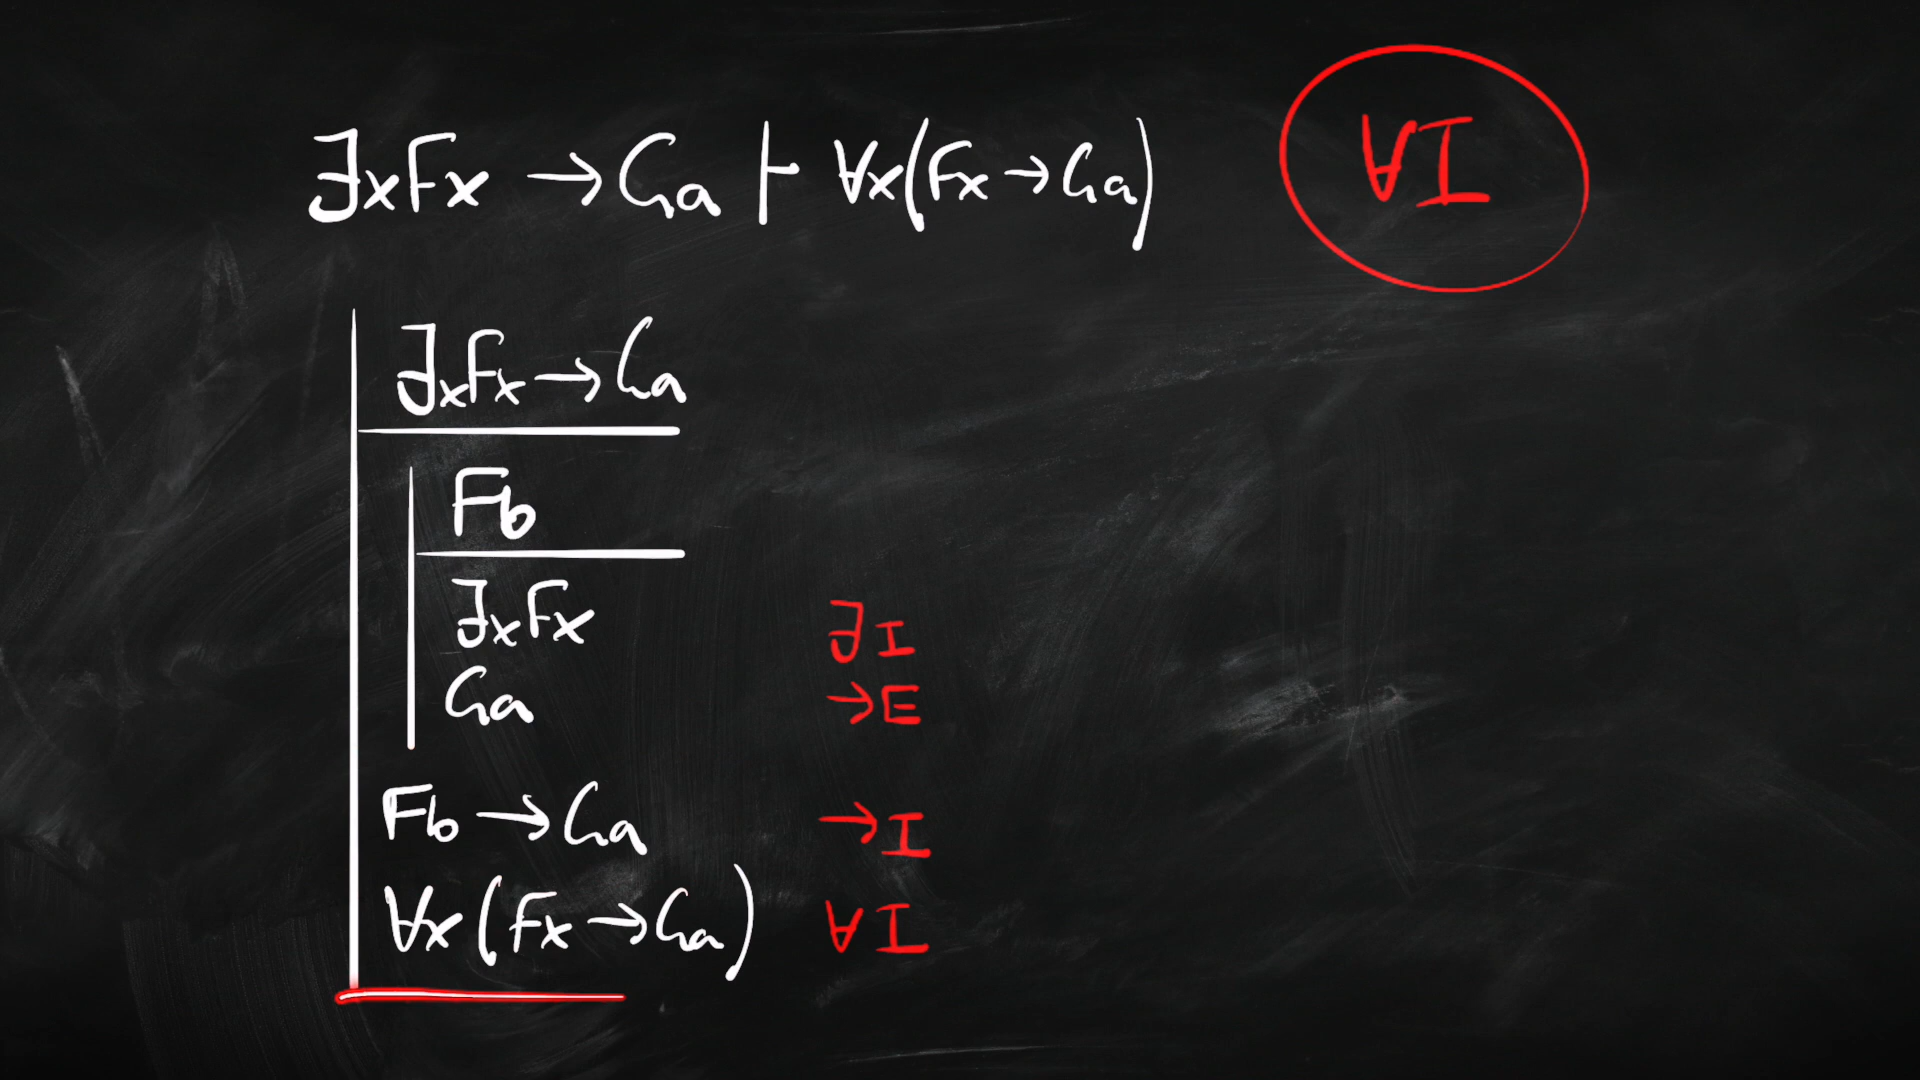 ∃xFx → Ga ⊢ ∀x(Fx → Ga) ∀I
∃xFx → Ga
Fb
∃xFx ∃I
Ga →E
Fb → Ga →I
∀x(Fx → Ga) ∀I